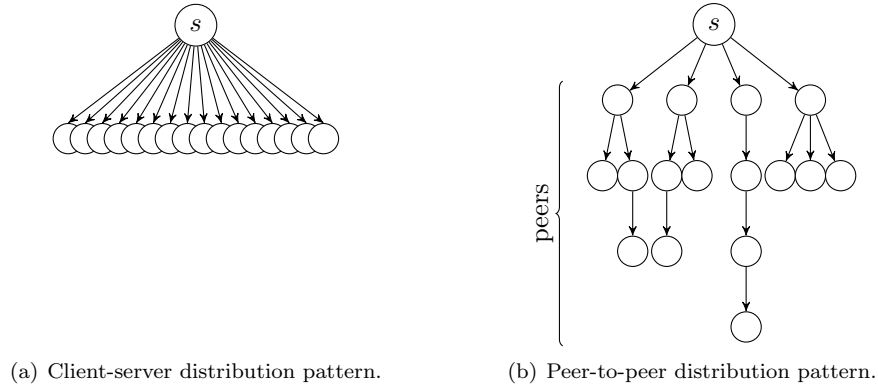 s
s
peers
(a) Client-server distribution pattern.
(b) Peer-to-peer distribution pattern.